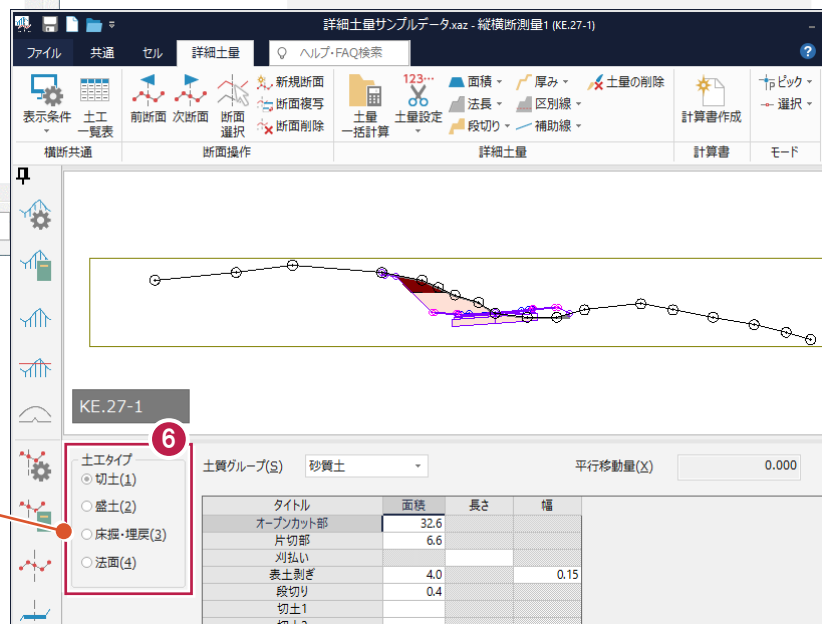 詳細土量サンプルデータ.xaz - 縦横断測量1 (KE.27-1)
ファイル 共通 セル 詳細土量 ヘルプ・FAQ検索
表示条件 土工一覧表 前断面 次断面 断面選択 新規断面 断面複写 断面削除
土量一括計算 123… 土量設定 面積 法長 段切り 厚み 区別線 補助線 土量の削除
計算書作成 ピック 選択
横断共通 断面操作 詳細土量 計算書 モード
KE.27-1
6
土工タイプ
切土(1)
盛土(2)
床掘・埋戻(3)
法面(4)
土質グループ(S) 砂質土 平行移動量(X) 0.000
タイトル 面積 長さ 幅
オープンカット部 32.6
片切部 6.6
刈払い
表土剥ぎ 4.0 0.15
段切り 0.4
切土1